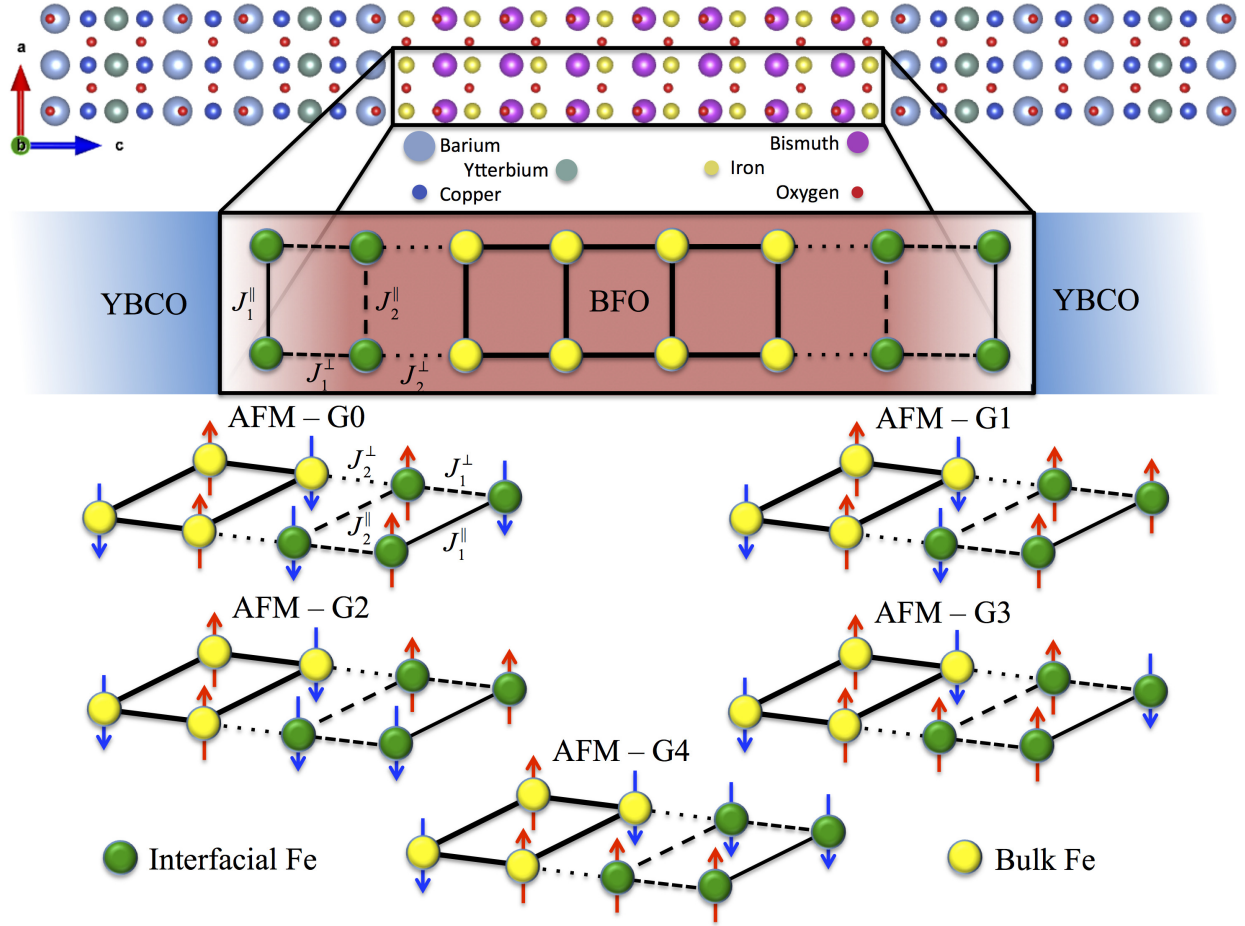 a
b
c
Barium
Bismuth
Ytterbium
Iron
Copper
Oxygen
YBCO
J₁∥
J₂∥
BFO
YBCO
J₁⊥
J₂⊥
AFM – G0
AFM – G1
J₂⊥
J₁⊥
J₂∥
J₁∥
AFM – G2
AFM – G3
AFM – G4
Interfacial Fe
Bulk Fe